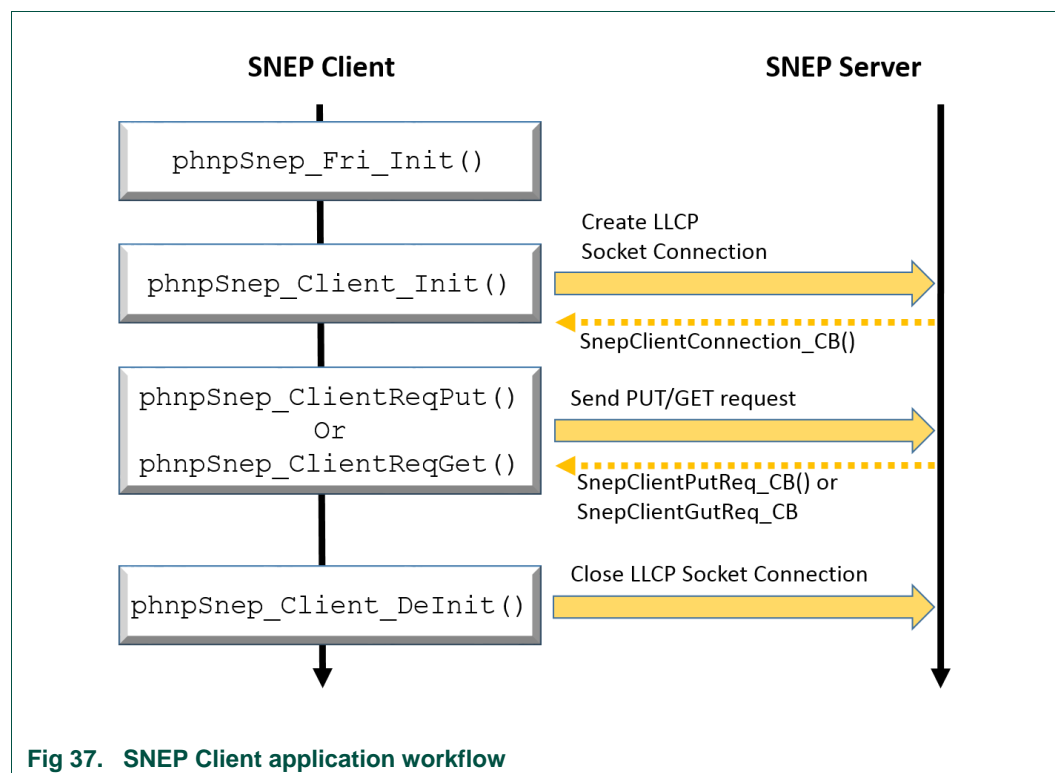 SNEP Client
SNEP Server
phnpSnep_Fri_Init()
Create LLCP
Socket Connection
phnpSnep_Client_Init()
SnepClientConnection_CB()
phnpSnep_ClientReqPut()
Or
phnpSnep_ClientReqGet()
Send PUT/GET request
SnepClientPutReq_CB() or
SnepClientGutReq_CB
Close LLCP Socket Connection
phnpSnep_Client_DeInit()
Fig 37. SNEP Client application workflow